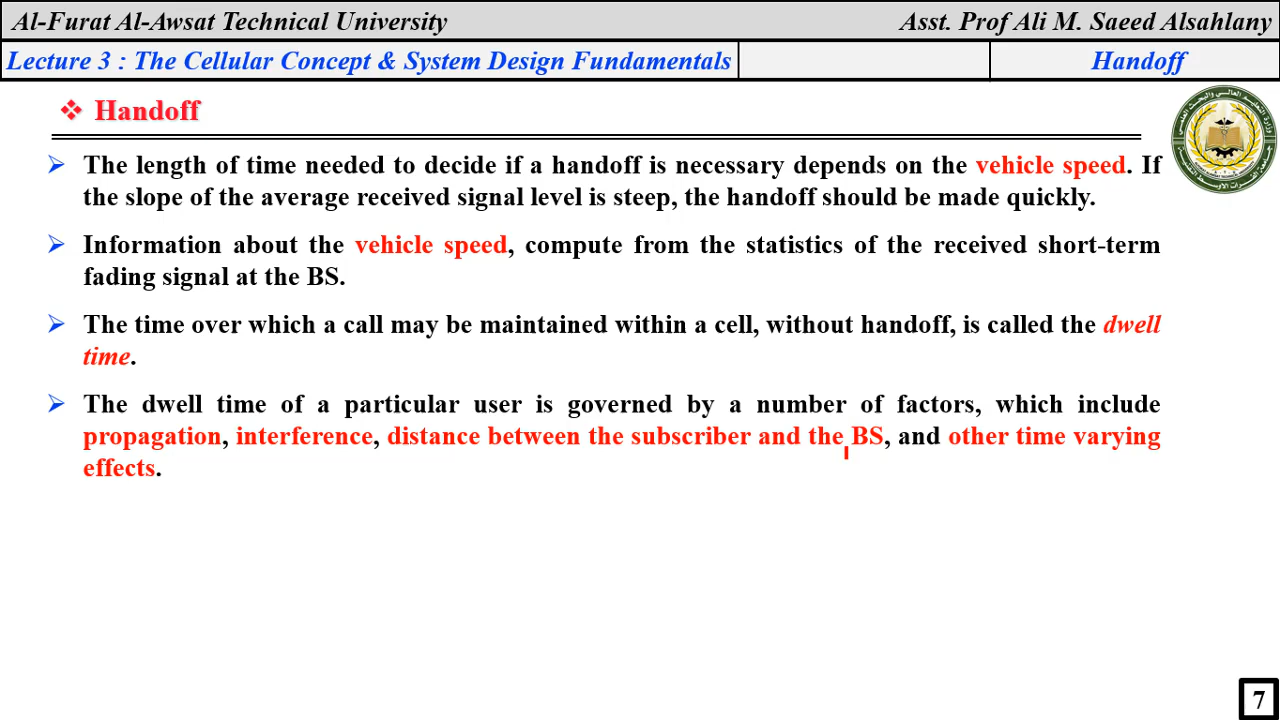 Al-Furat Al-Awsat Technical University
Asst. Prof Ali M. Saeed Alsahlany
Lecture 3 : The Cellular Concept & System Design Fundamentals
Handoff
❖ Handoff
➢ The length of time needed to decide if a handoff is necessary depends on the vehicle speed. If
the slope of the average received signal level is steep, the handoff should be made quickly.
➢ Information about the vehicle speed, compute from the statistics of the received short-term
fading signal at the BS.
➢ The time over which a call may be maintained within a cell, without handoff, is called the dwell
time.
➢ The dwell time of a particular user is governed by a number of factors, which include
propagation, interference, distance between the subscriber and the BS, and other time varying
effects.
7